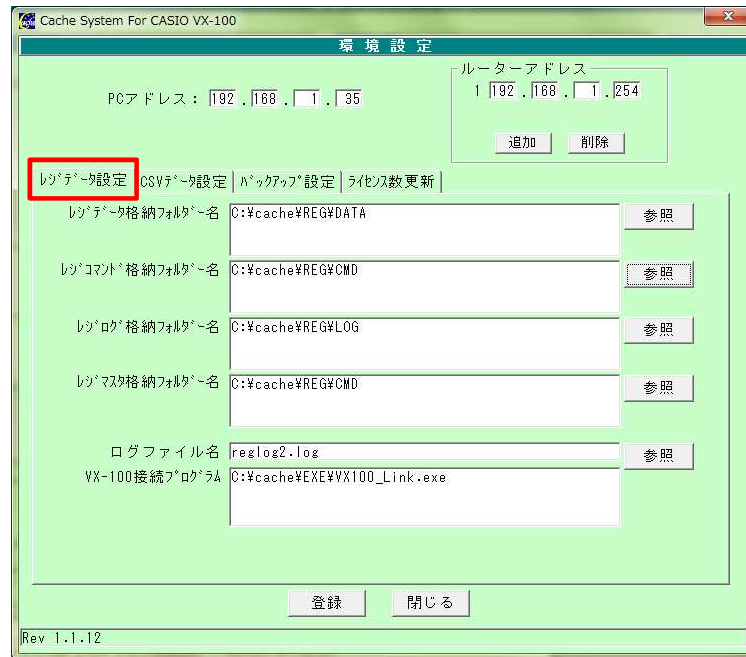 Cache System For CASIO VX-100
環 境 設 定
PCアドレス： 192 . 168 . 1 . 35
ルーターアドレス
1 192 . 168 . 1 . 254
追加 削除
ﾚｼﾞﾃﾞｰﾀ設定 CSVﾃﾞｰﾀ設定 ﾊﾞｯｸｱｯﾌﾟ設定 ﾗｲｾﾝｽ数更新
ﾚｼﾞﾃﾞｰﾀ格納ﾌｫﾙﾀﾞｰ名 C:¥cache¥REG¥DATA 参照
ﾚｼﾞｺﾏﾝﾄﾞ格納ﾌｫﾙﾀﾞｰ名 C:¥cache¥REG¥CMD 参照
ﾚｼﾞﾛｸﾞ格納ﾌｫﾙﾀﾞｰ名 C:¥cache¥REG¥LOG 参照
ﾚｼﾞﾏｽﾀ格納ﾌｫﾙﾀﾞｰ名 C:¥cache¥REG¥CMD 参照
ログファイル名 reglog2.log 参照
VX-100接続ﾌﾟﾛｸﾞﾗﾑ C:¥cache¥EXE¥VX100_Link.exe
登録 閉じる
Rev 1.1.12